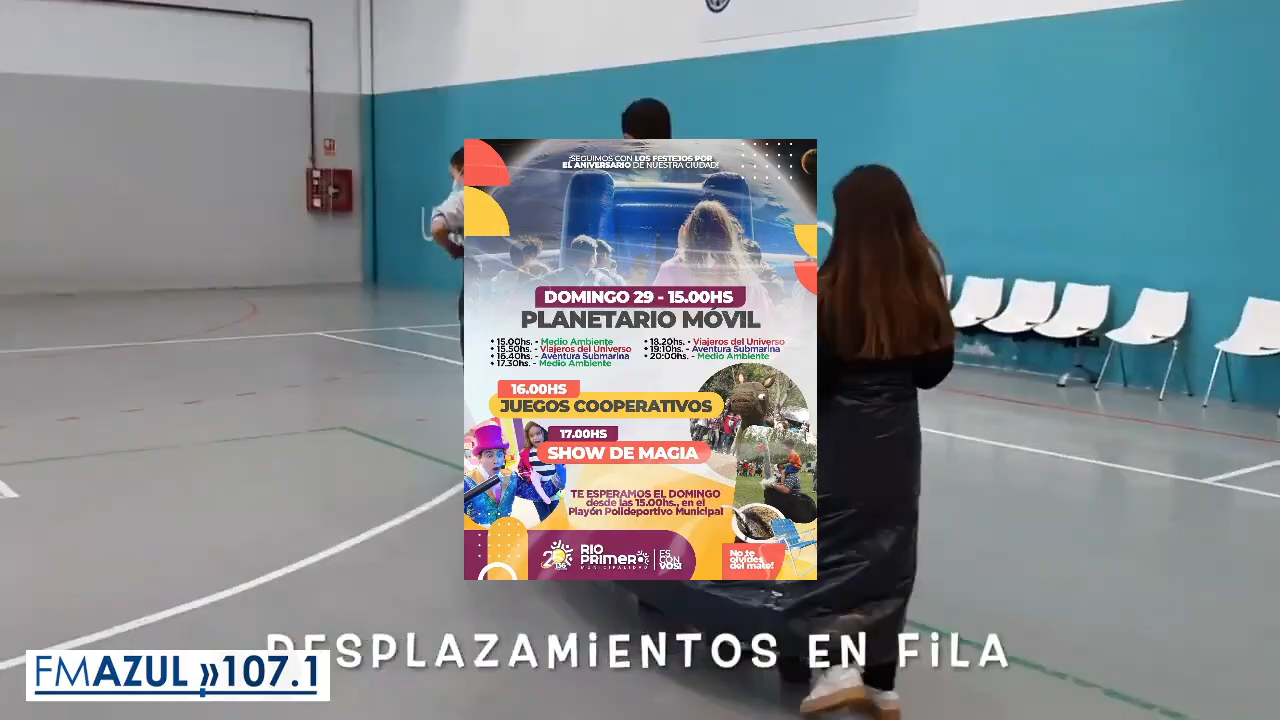 ¡SEGUIMOS CON LOS FESTEJOS POR
EL ANIVERSARIO DE NUESTRA CIUDAD!
DOMINGO 29 - 15.00HS
PLANETARIO MÓVIL
• 15.00hs. - Medio Ambiente
• 15.50hs. - Viajeros del Universo
• 16.40hs. - Aventura Submarina
• 17.30hs. - Medio Ambiente
• 18.20hs. - Viajeros del Universo
• 19:10hs. - Aventura Submarina
• 20:00hs. - Medio Ambiente
16.00HS
JUEGOS COOPERATIVOS
17.00HS
SHOW DE MAGIA
TE ESPERAMOS EL DOMINGO
desde las 15.00hs., en el
Playón Polideportivo Municipal
RIO
PRIMERO
MUNICIPALIDAD
ES
CON
VOS!
No te
olvides
del mate!
DESPLAZAMiENTOS EN FiLA
FMAZUL »107.1